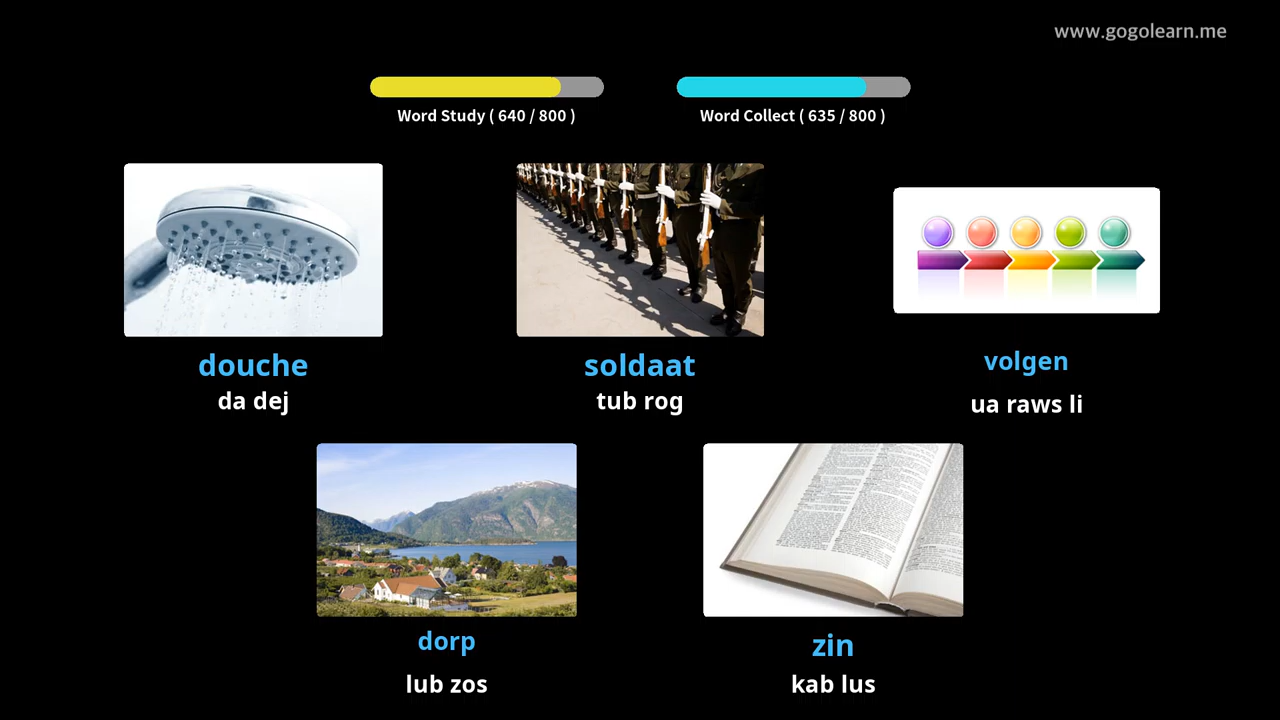 www.gogolearn.me
Word Study ( 640 / 800 )
Word Collect ( 635 / 800 )
douche
da dej
soldaat
tub rog
volgen
ua raws li
dorp
lub zos
zin
kab lus